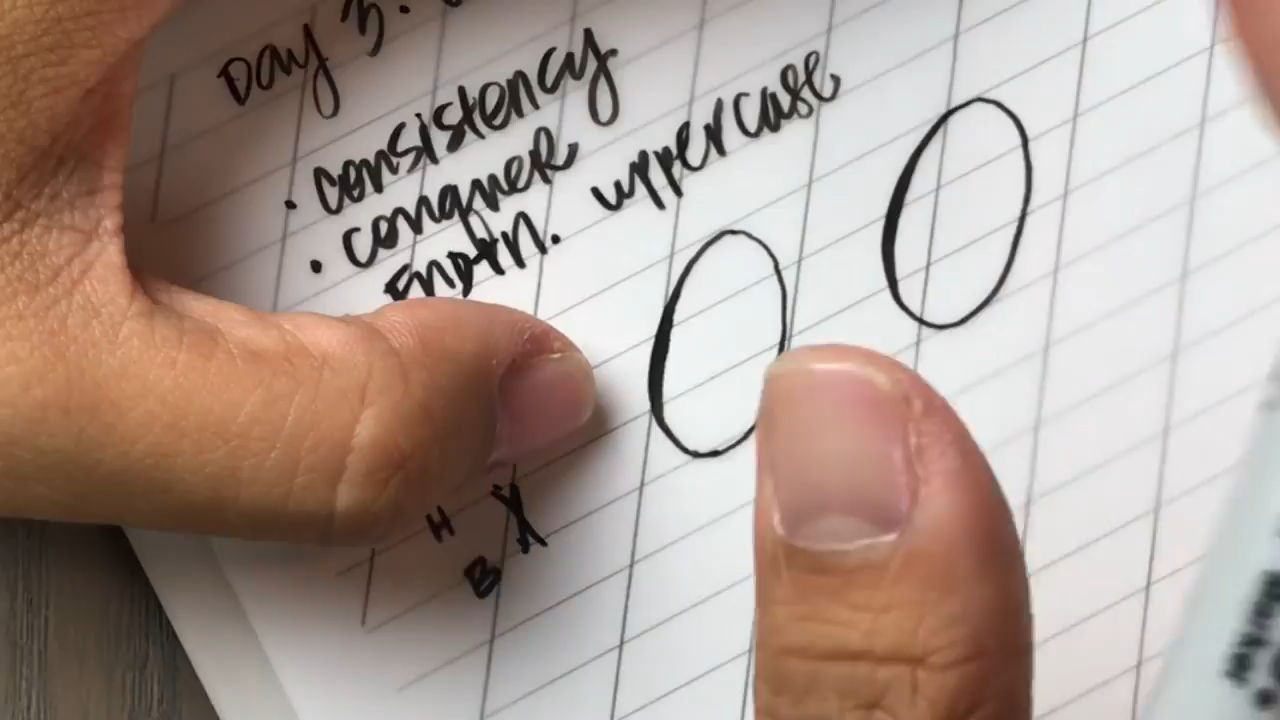 Day 3.
• consistency
• conquer uppercase
O O
H X
B